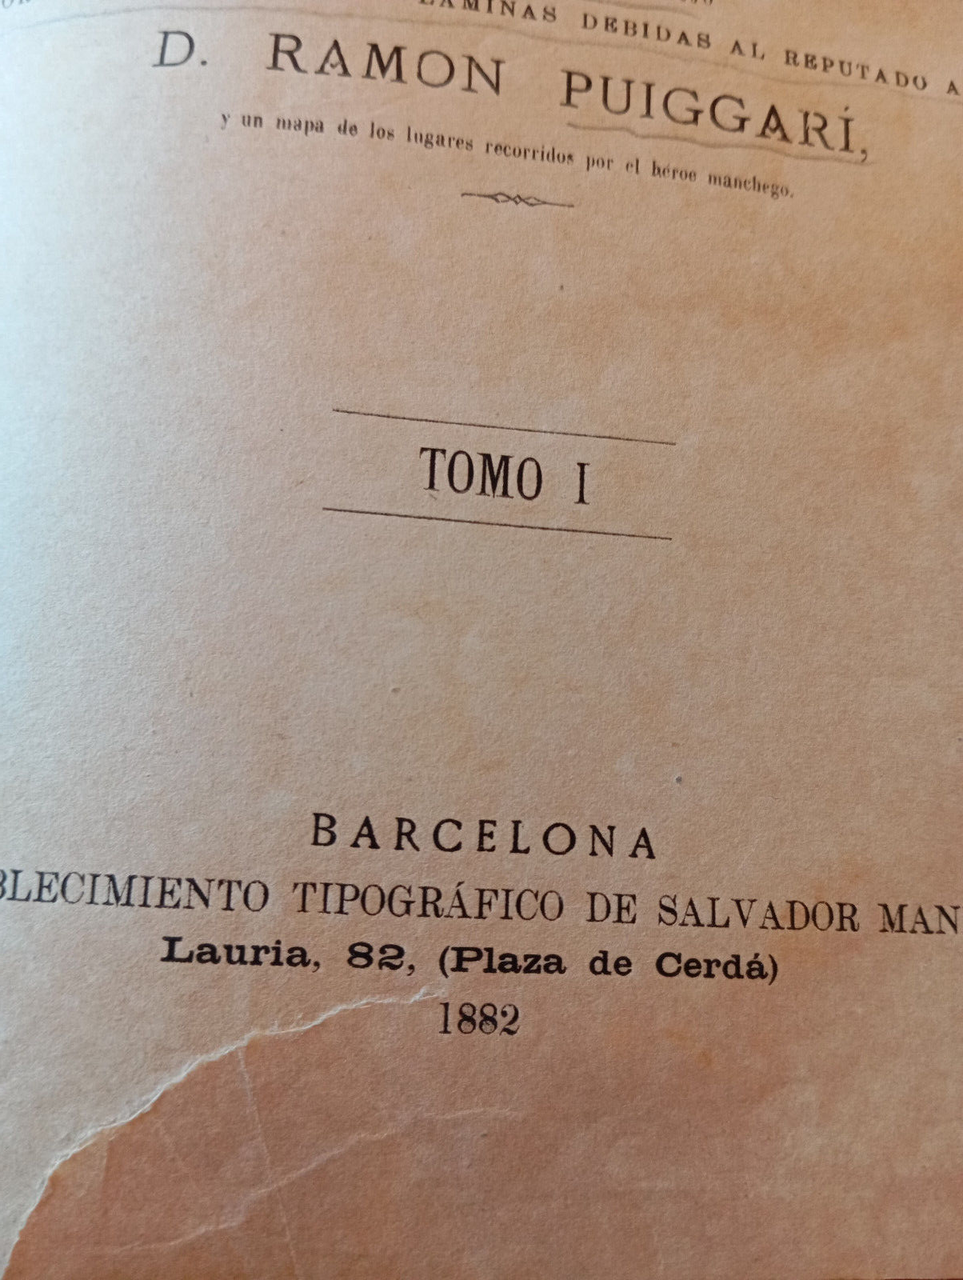 LÁMINAS DEBIDAS AL REPUTADO A
D. RAMON PUIGGARÍ,
y un mapa de los lugares recorridos por el héroe manchego.
TOMO I
BARCELONA
BLECIMIENTO TIPOGRÁFICO DE SALVADOR MAN
Lauria, 82, (Plaza de Cerdá)
1882